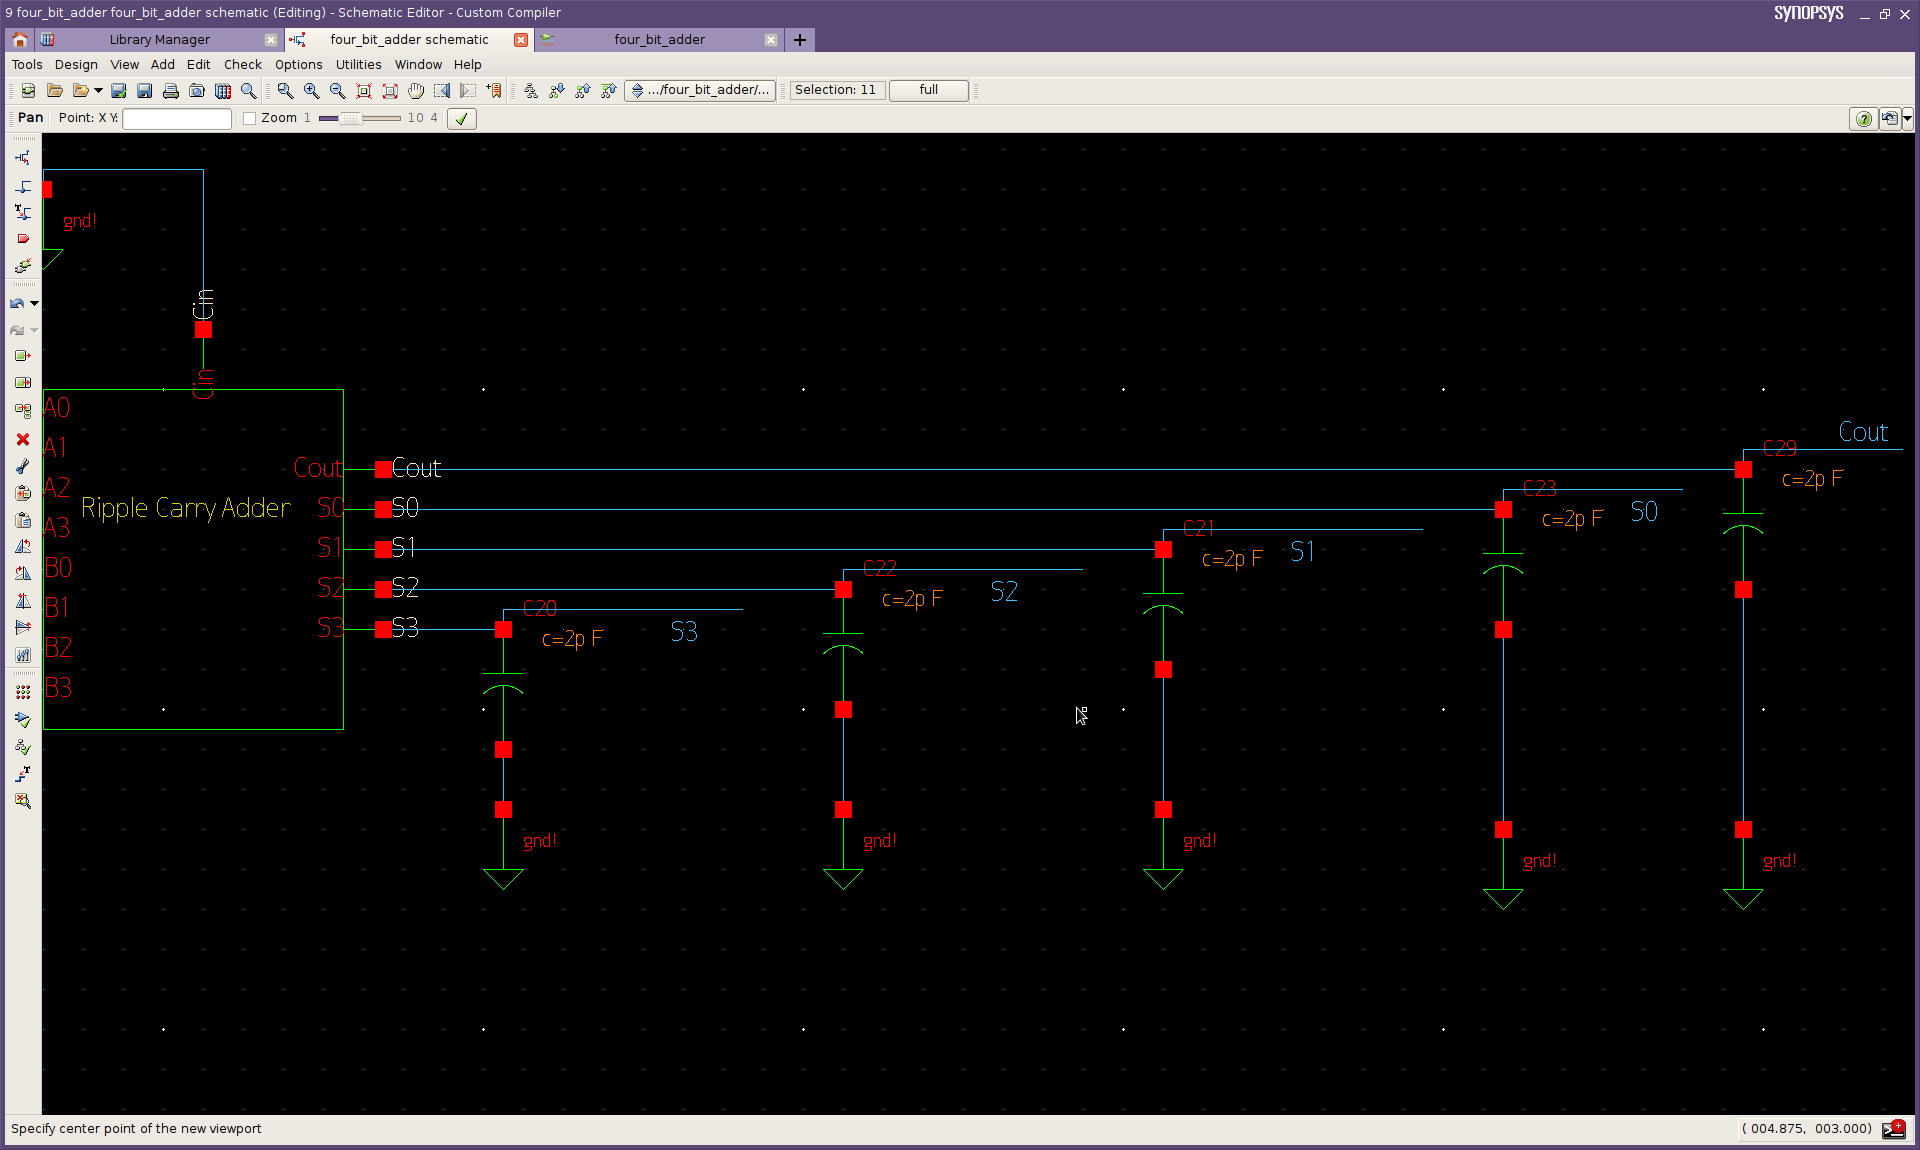 9 four_bit_adder four_bit_adder schematic (Editing) - Schematic Editor - Custom Compiler
SYNOPSYS
Library Manager
four_bit_adder schematic
four_bit_adder
Tools Design View Add Edit Check Options Utilities Window Help
.../four_bit_adder/...
Selection: 11
full
Pan Point: X Y: Zoom 1 10 4
gnd!
Cin
Cin
A0
A1
A2
A3
B0
B1
B2
B3
Ripple Carry Adder
Cout
S0
S1
S2
S3
Cout
S0
S1
S2
S3
C20
c=2p F
S3
gnd!
C22
c=2p F
S2
gnd!
C21
c=2p F
S1
gnd!
C23
c=2p F
S0
gnd!
C29
c=2p F
Cout
gnd!
Specify center point of the new viewport
( 004.875, 003.000)